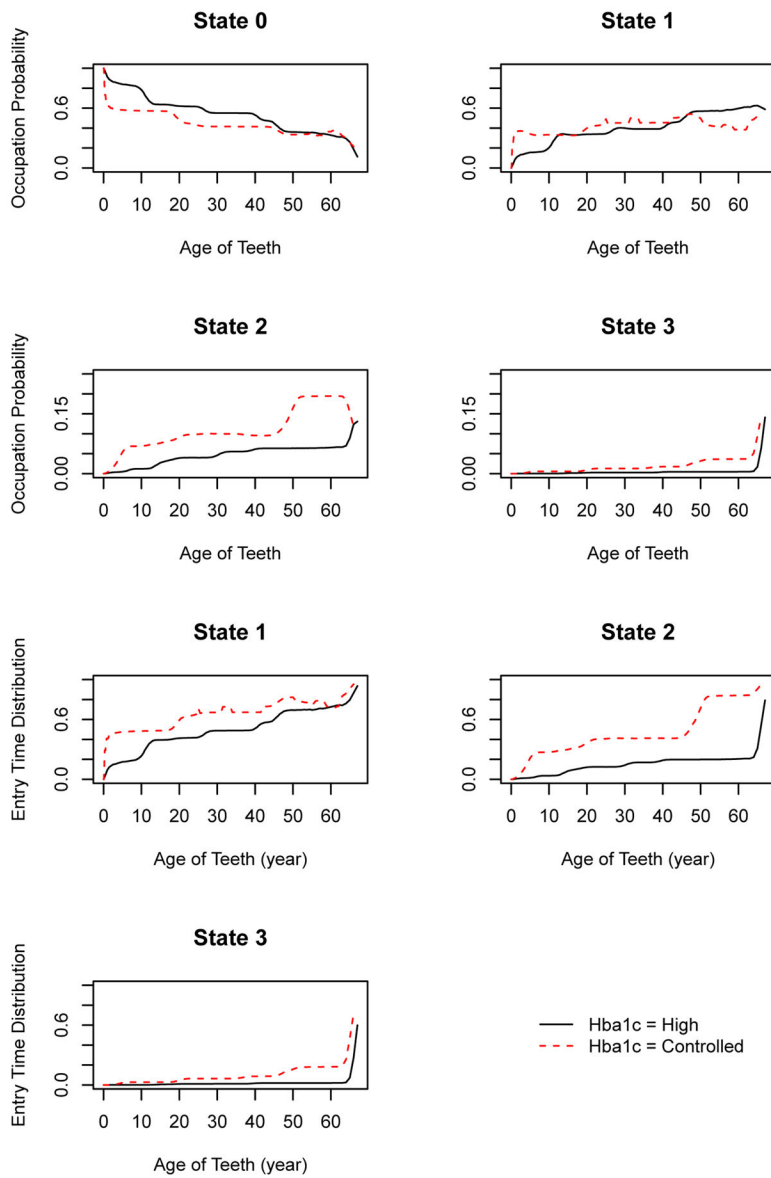 State 0
Occupation Probability
0.0 0.6
0 10 20 30 40 50 60
Age of Teeth
State 1
0.0 0.6
0 10 20 30 40 50 60
Age of Teeth
State 2
Occupation Probability
0.00 0.15
0 10 20 30 40 50 60
Age of Teeth
State 3
0.00 0.15
0 10 20 30 40 50 60
Age of Teeth
State 1
Entry Time Distribution
0.0 0.6
0 10 20 30 40 50 60
Age of Teeth (year)
State 2
0.0 0.6
0 10 20 30 40 50 60
Age of Teeth (year)
State 3
Entry Time Distribution
0.0 0.6
0 10 20 30 40 50 60
Age of Teeth (year)
Hba1c = High
Hba1c = Controlled